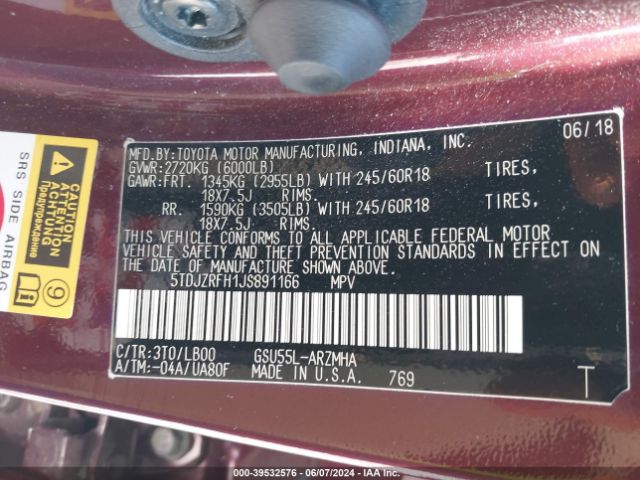 06/18
MFD.BY:TOYOTA MOTOR MANUFACTURING, INDIANA, INC.
GVWR:2720KG (6000LB)
GAWR:FRT. 1345KG (2955LB) WITH 245/60R18 TIRES,
18X7.5J RIMS.
RR. 1590KG (3505LB) WITH 245/60R18 TIRES,
18X7.5J RIMS.
THIS VEHICLE CONFORMS TO ALL APPLICABLE FEDERAL MOTOR
VEHICLE SAFETY AND THEFT PREVENTION STANDARDS IN EFFECT ON
THE DATE OF MANUFACTURE SHOWN ABOVE.
5TDJZRFH1JS891166 MPV
C/TR:3T0/LB00 GSU55L-ARZMHA
A/TM:-04A/UA80F MADE IN U.S.A. 769
T
SRS SIDE AIRBAG
CAUTION
ATTENTION
Предупреждение
9
000-39532576 | 06/07/2024 | IAA Inc.